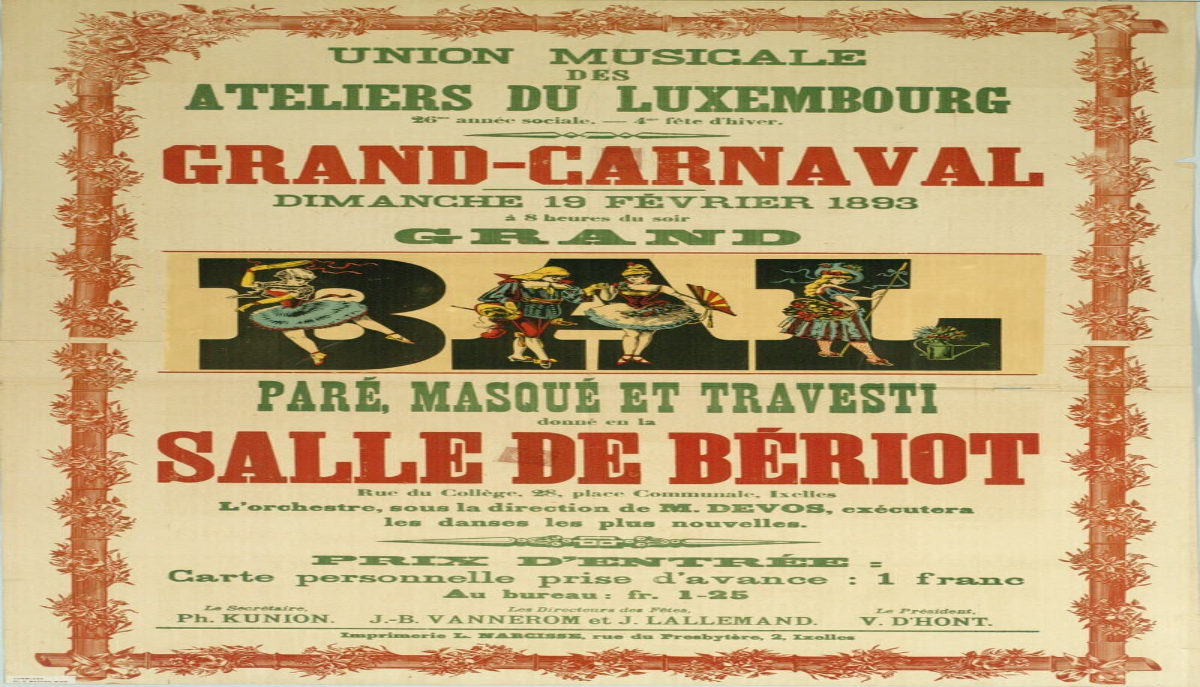 UNION MUSICALE
DES
ATELIERS DU LUXEMBOURG
26me année sociale. — 4me fête d'hiver.
GRAND-CARNAVAL
DIMANCHE 19 FÉVRIER 1893
à 8 heures du soir
GRAND
BAL
PARÉ, MASQUÉ ET TRAVESTI
donné en la
SALLE DE BÉRIOT
Rue du Collège, 28, place Communale, Ixelles
L'orchestre, sous la direction de M. DEVOS, exécutera
les danses les plus nouvelles.
PRIX D'ENTRÉE :
Carte personnelle prise d'avance : 1 franc
Au bureau : fr. 1-25
Le Secrétaire, Les Directeurs des Fêtes, Le Président,
Ph. KUNION. J.-B. VANNEROM et J. LALLEMAND. V. D'HONT.
Imprimerie L. NARCISSE, rue du Presbytère, 2, Ixelles